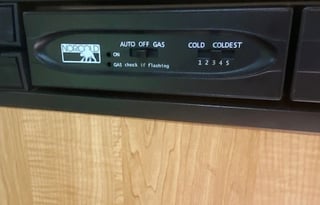 NORCOLD
AUTO OFF GAS
ON
GAS check if flashing
COLD COLDEST
1 2 3 4 5